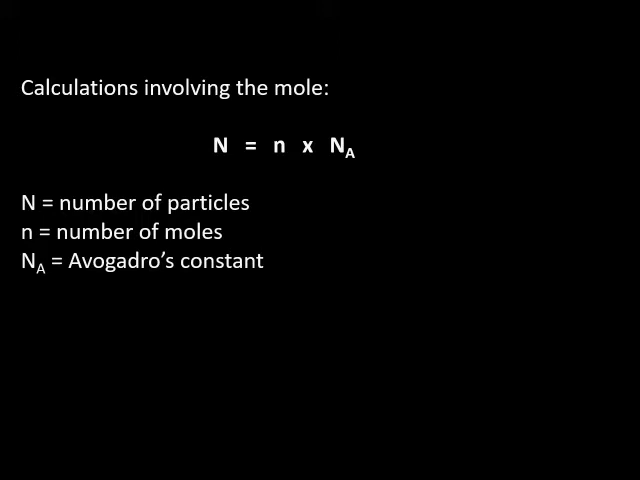 Calculations involving the mole:
N = n x NA
N = number of particles
n = number of moles
NA = Avogadro’s constant